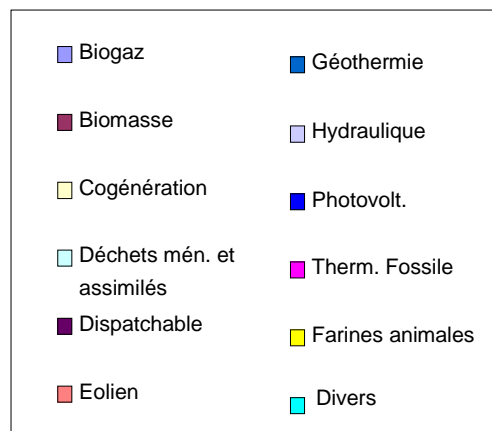 Biogaz
Biomasse
Cogénération
Déchets mén. et
assimilés
Dispatchable
Eolien
Géothermie
Hydraulique
Photovolt.
Therm. Fossile
Farines animales
Divers